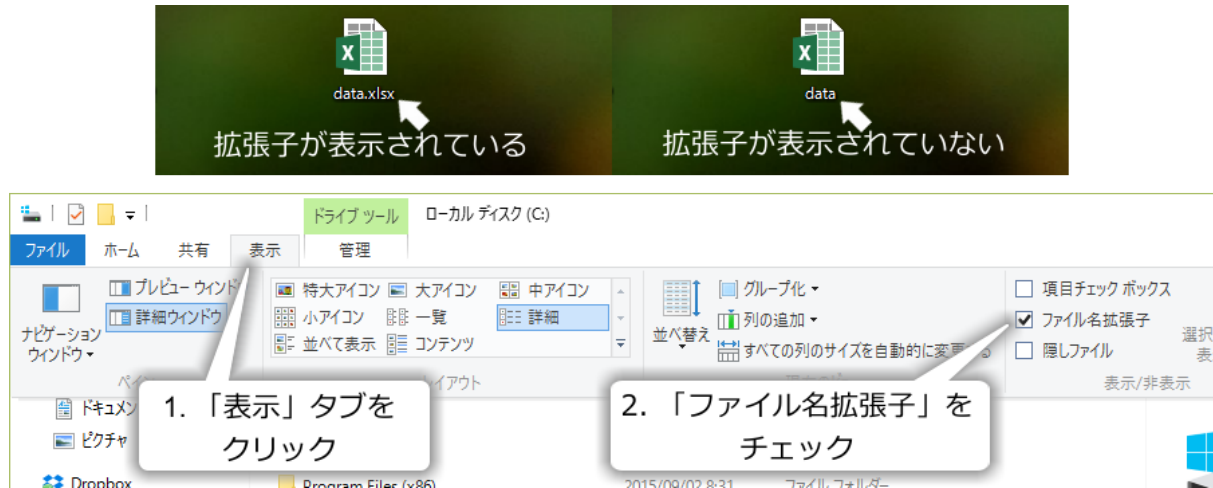 data.xlsx
拡張子が表示されている
data
拡張子が表示されていない
ドライブ ツール
ローカル ディスク (C:)
ファイル
ホーム
共有
表示
管理
ナビゲーション
ウィンドウ
プレビュー ウィンド
詳細ウィンドウ
特大アイコン
大アイコン
中アイコン
小アイコン
一覧
詳細
並べて表示
コンテンツ
並べ替え
グループ化
列の追加
すべての列のサイズを自動的に変更する
項目チェック ボックス
ファイル名拡張子
隠しファイル
選択
表
イアウト
表示/非表示
ドキュメン
ピクチャ
1. 「表示」タブを
クリック
2. 「ファイル名拡張子」を
チェック
Dropbox
Program Files (x86)
2015/09/02 8:31
ファイル フォルダー